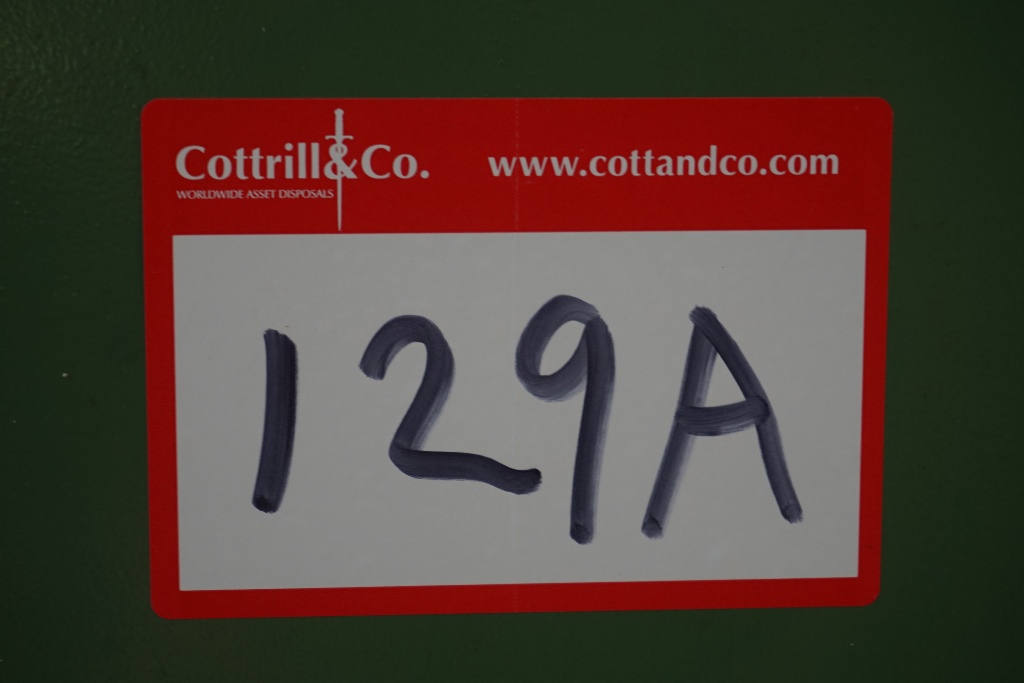 Cottrill&Co. www.cottandco.com
WORLDWIDE ASSET DISPOSALS
129A